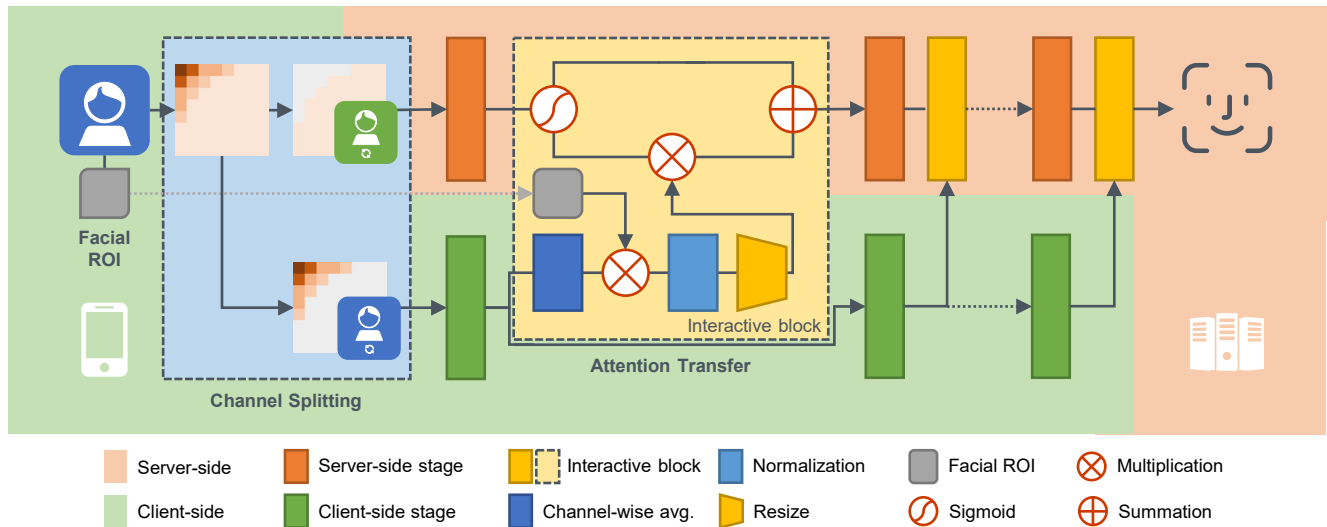 Facial
ROI
Interactive block
Attention Transfer
Channel Splitting
Server-side
Server-side stage
Interactive block
Normalization
Facial ROI
Multiplication
Client-side
Client-side stage
Channel-wise avg.
Resize
Sigmoid
Summation